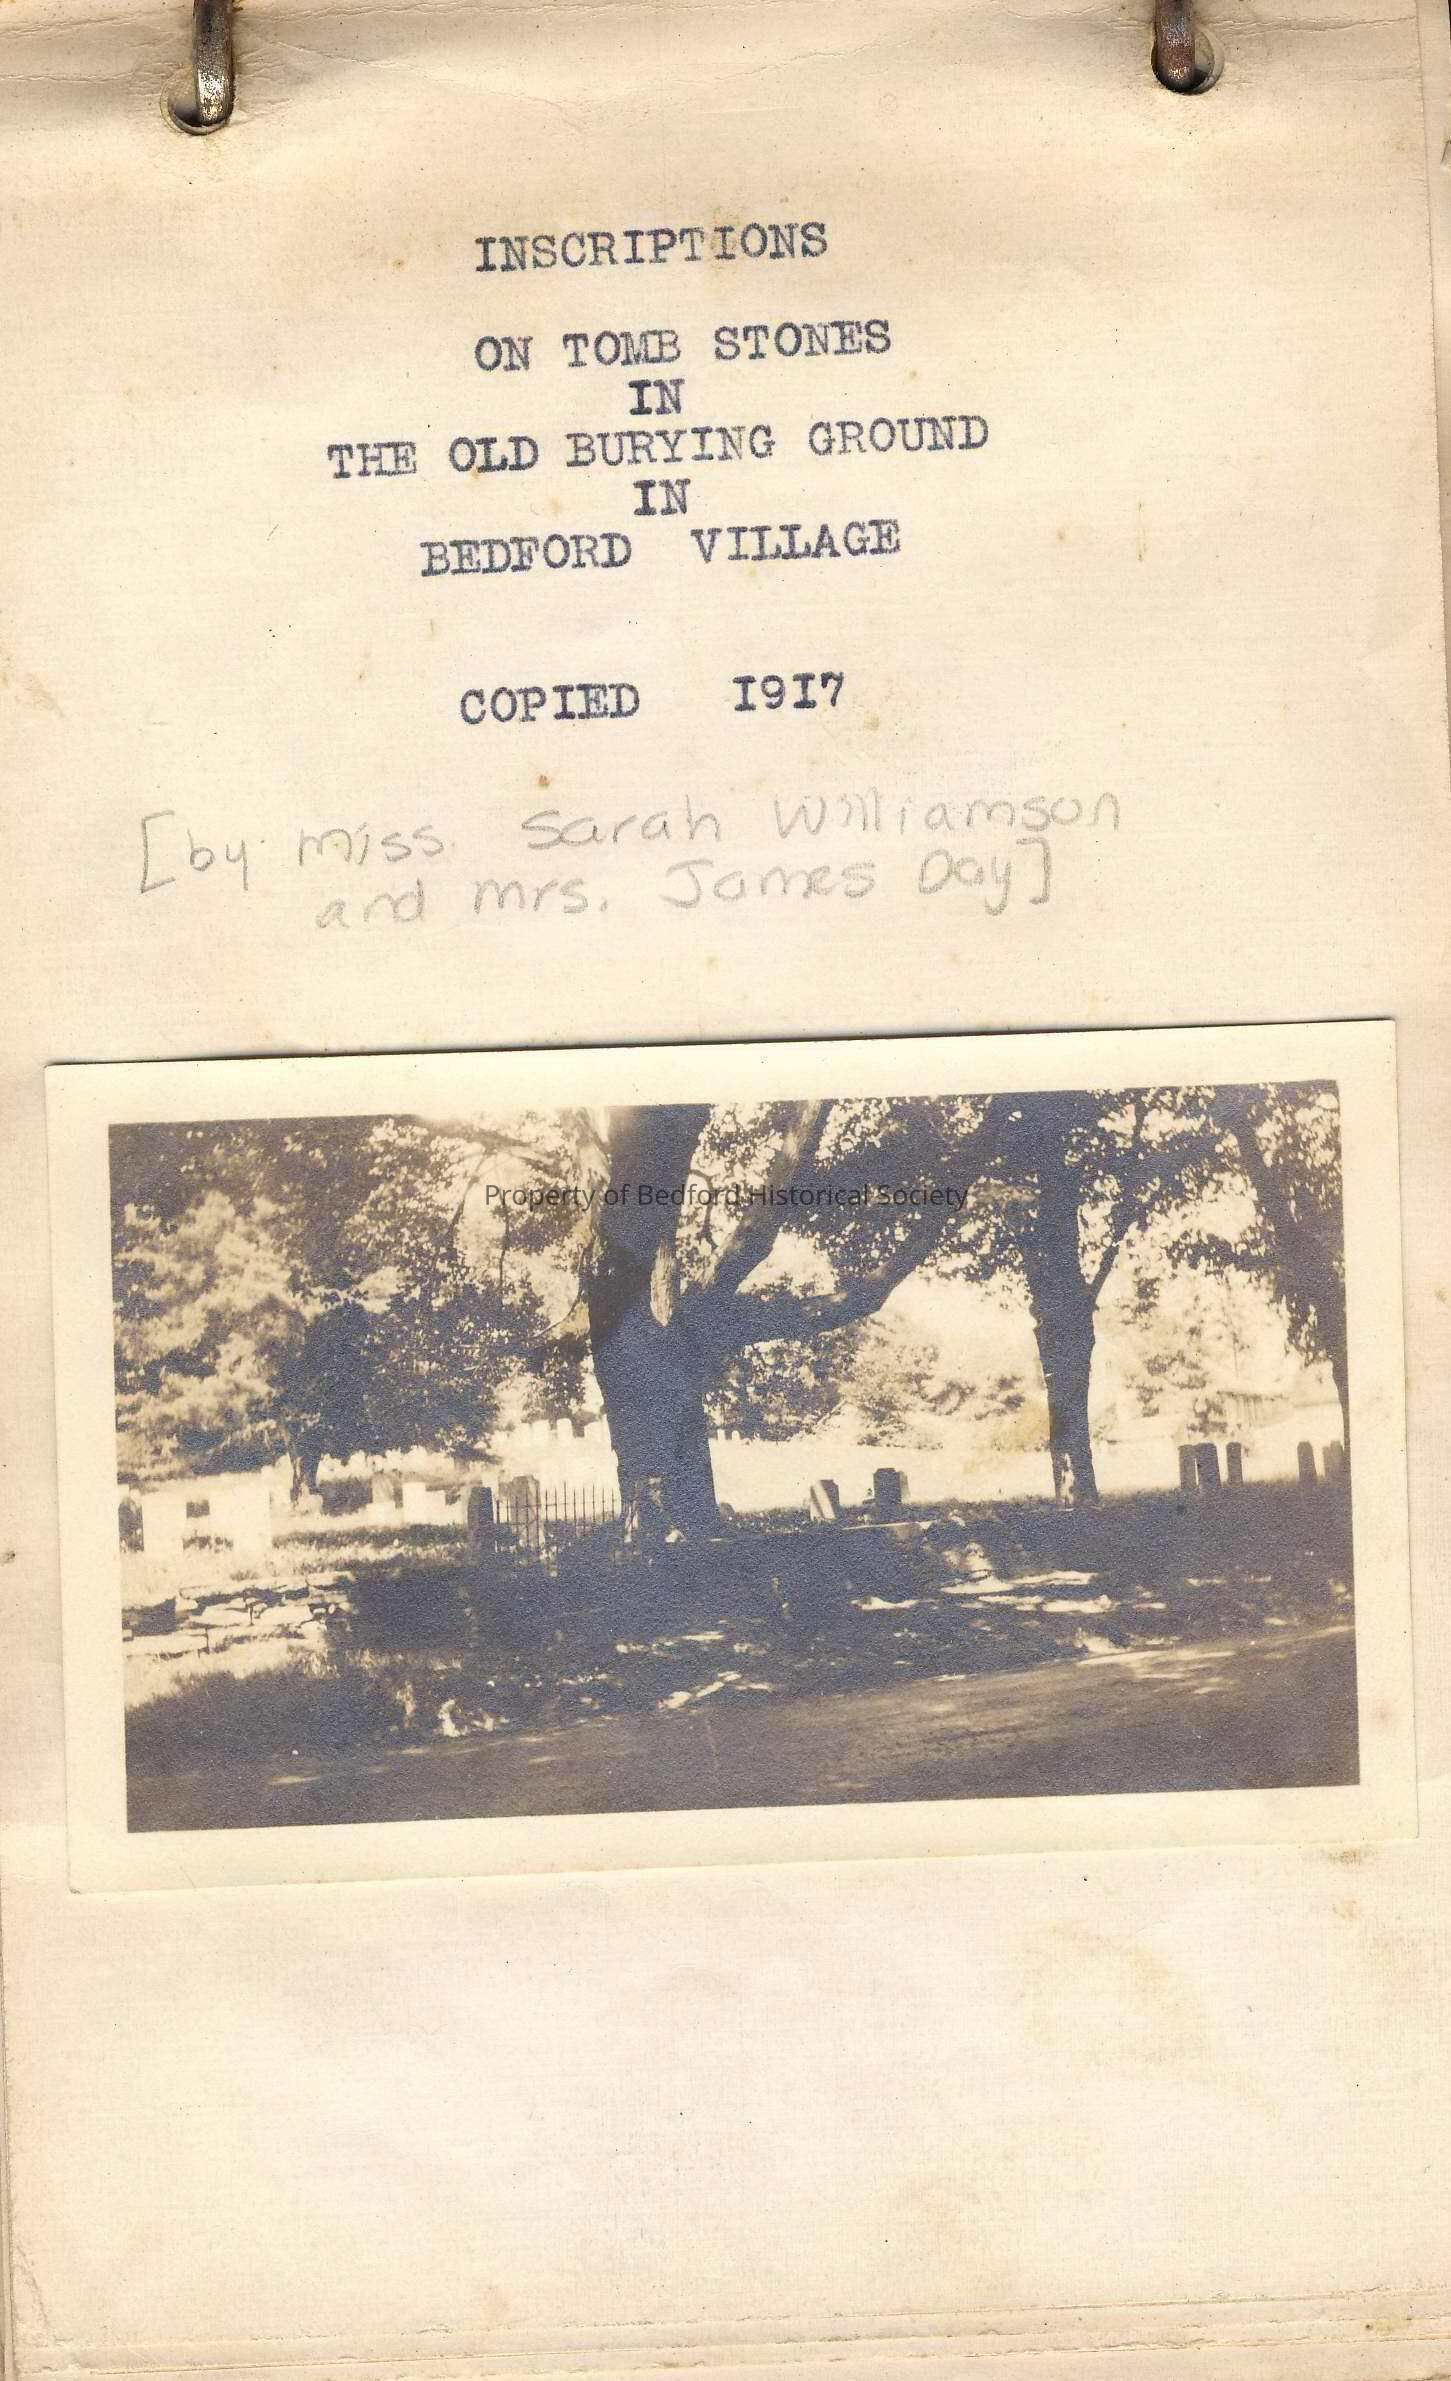 INSCRIPTIONS
ON TOMB STONES
IN
THE OLD BURYING GROUND
IN
BEDFORD VILLAGE
COPIED 1917
[by miss. Sarah Williamson
and mrs. James Day]
Property of Bedford Historical Society